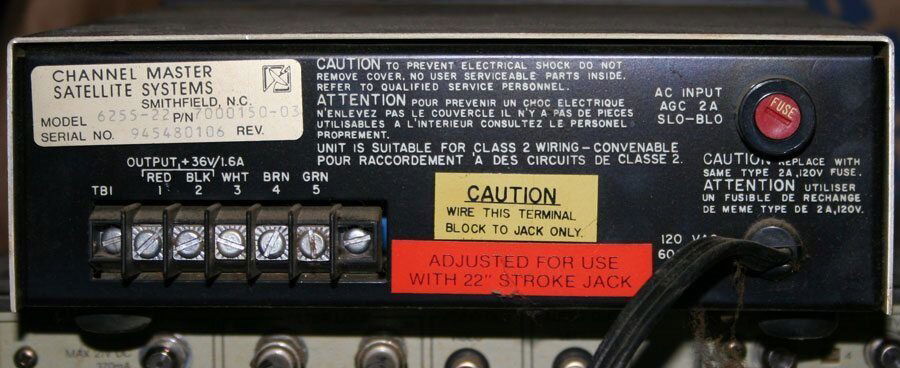 CHANNEL MASTER
SATELLITE SYSTEMS
SMITHFIELD, N.C.
MODEL 6255-22 P/N 7000150-03
SERIAL NO. 945480106 REV.
CAUTION TO PREVENT ELECTRICAL SHOCK DO NOT
REMOVE COVER. NO USER SERVICEABLE PARTS INSIDE.
REFER TO QUALIFIED SERVICE PERSONNEL.
ATTENTION POUR PREVENIR UN CHOC ELECTRIQUE
N'ENLEVEZ PAS LE COUVERCLE IL N'Y A PAS DE PIECES
UTILISABLES A L'INTERIEUR CONSULTEZ LE PERSONEL
PROPREMENT.
UNIT IS SUITABLE FOR CLASS 2 WIRING-CONVENABLE
POUR RACCORDEMENT 'A DES CIRCUITS DE CLASSE 2.
AC INPUT
AGC 2A
SLO-BLO
FUSE
CAUTION REPLACE WITH
SAME TYPE 2A,120V FUSE.
ATTENTION UTILISER
UN FUSIBLE DE RECHANGE
DE MEME TYPE DE 2A,120V.
OUTPUT,+36V/1.6A
RED BLK WHT BRN GRN
TB1 1 2 3 4 5
CAUTION
WIRE THIS TERMINAL
BLOCK TO JACK ONLY.
ADJUSTED FOR USE
WITH 22" STROKE JACK
120 VAC
60
MAX 21V DC
4